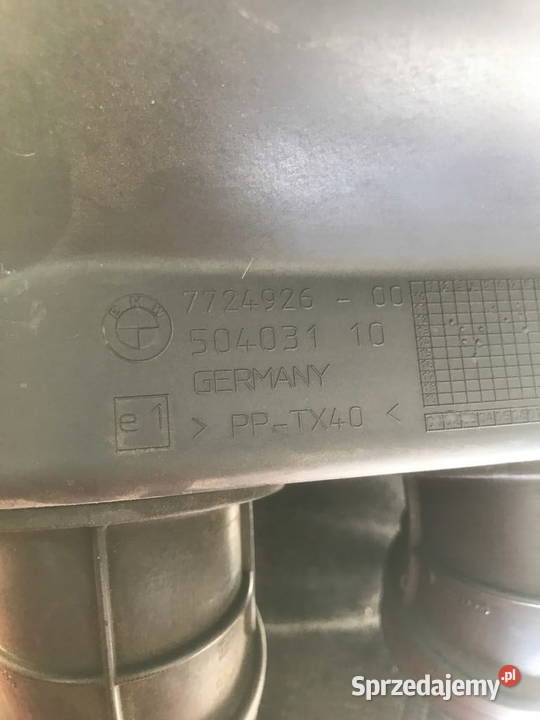 BMW 7724926 - 00
504031 10
GERMANY
e1 > PP-TX40 <
Sprzedajemy.pl